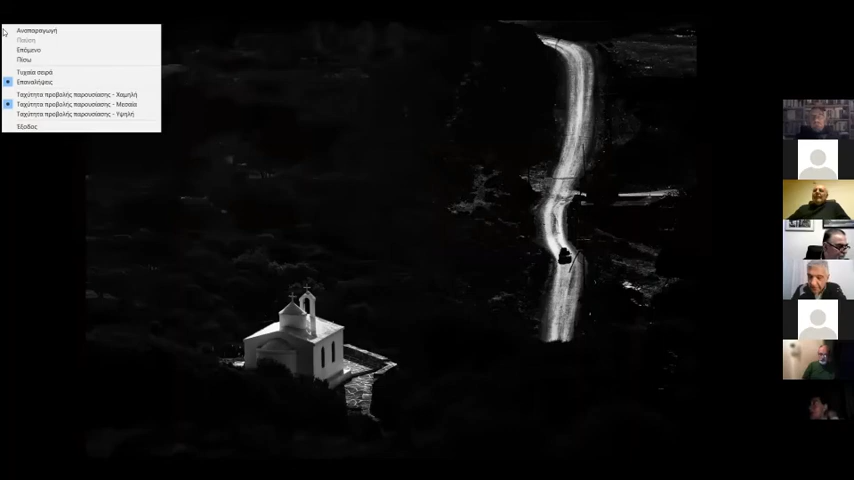 Αναπαραγωγή
Παύση
Επόμενο
Πίσω
Τυχαία σειρά
Επαναλήψεις
Ταχύτητα προβολής παρουσίασης - Χαμηλή
Ταχύτητα προβολής παρουσίασης - Μεσαία
Ταχύτητα προβολής παρουσίασης - Υψηλή
Έξοδος